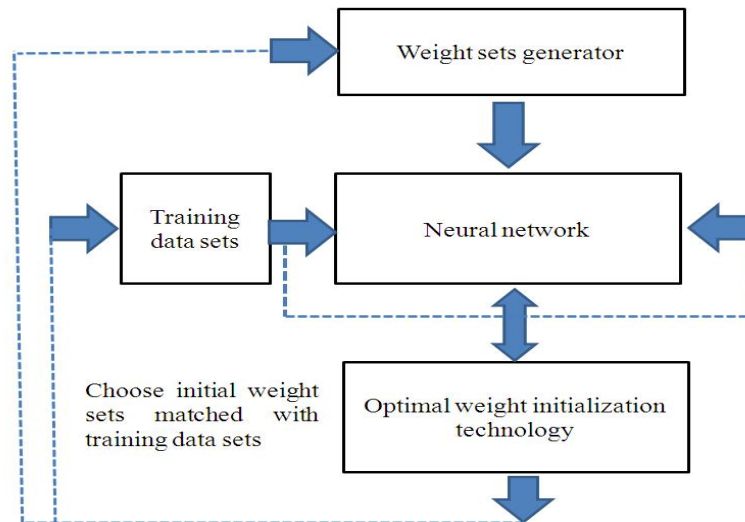 Weight sets generator
Training
data sets
Neural network
Choose initial weight
sets matched with
training data sets
Optimal weight initialization
technology